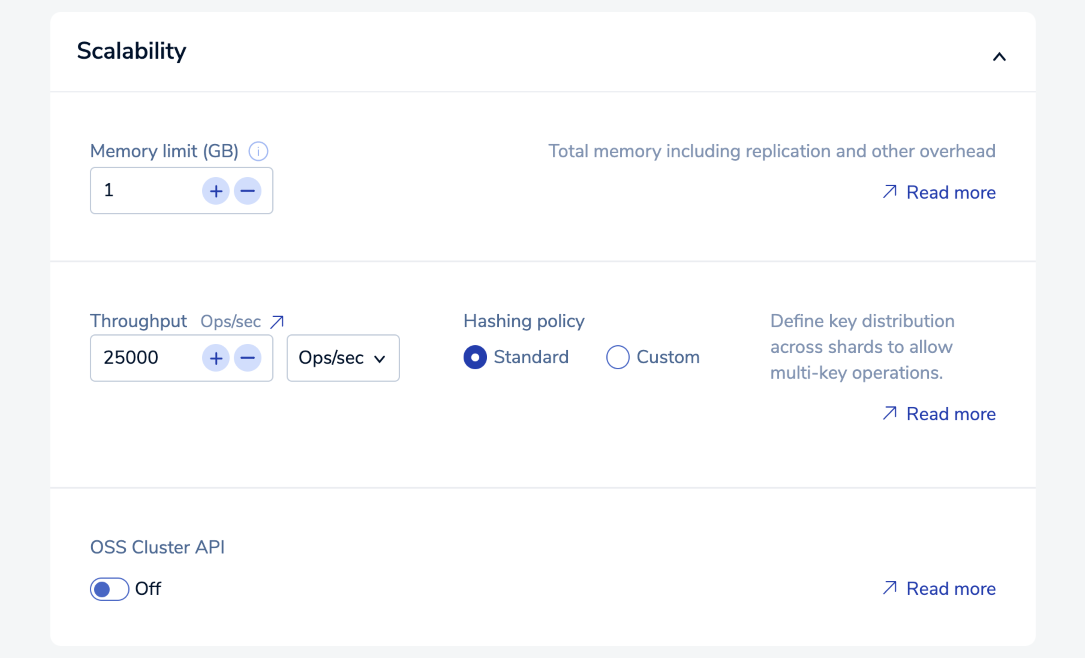 Scalability
Memory limit (GB)
Total memory including replication and other overhead
1
Read more
Throughput Ops/sec
25000
Ops/sec
Hashing policy
Standard
Custom
Define key distribution
across shards to allow
multi-key operations.
Read more
OSS Cluster API
Off
Read more